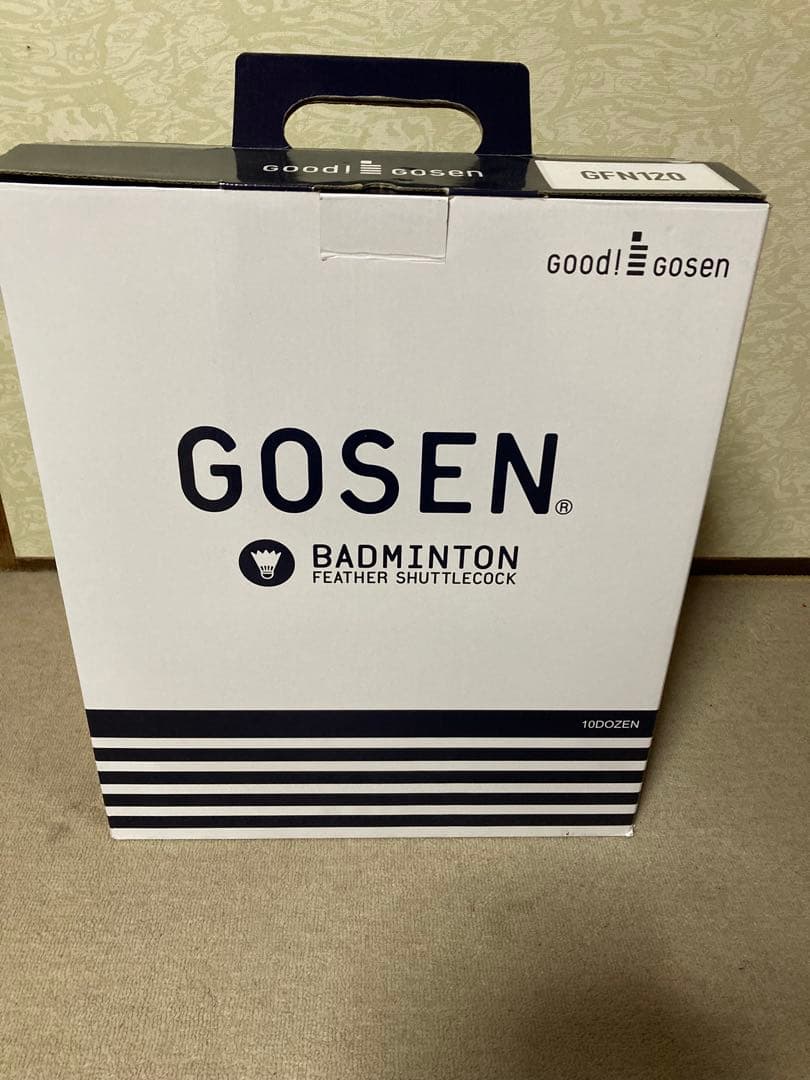 Good! Gosen
GFN120
Good! Gosen
GOSEN®
BADMINTON
FEATHER SHUTTLECOCK
10DOZEN